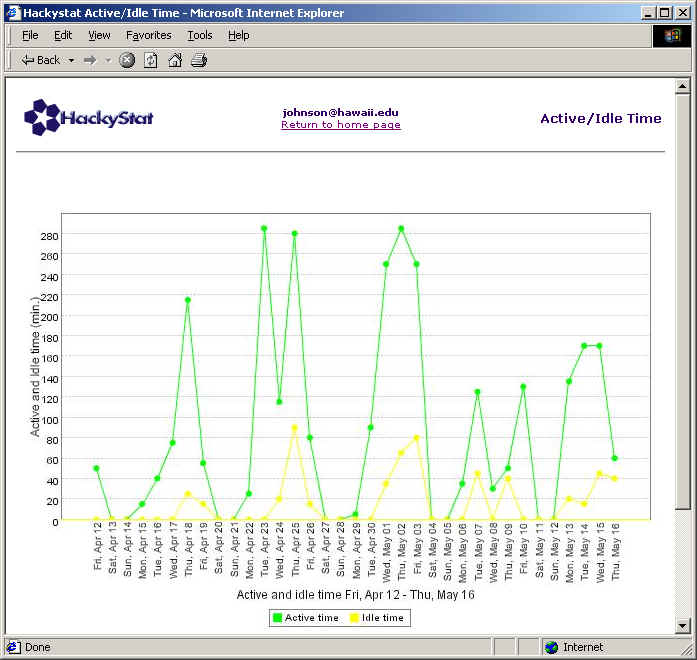 Hackystat Active/Idle Time - Microsoft Internet Explorer
File Edit View Favorites Tools Help
Back
HackyStat
johnson@hawaii.edu
Return to home page
Active/Idle Time
Active and Idle time (min.)
280
260
240
220
200
180
160
140
120
100
80
60
40
20
0
Fri, Apr 12
Sat, Apr 13
Sun, Apr 14
Mon, Apr 15
Tue, Apr 16
Wed, Apr 17
Thu, Apr 18
Fri, Apr 19
Sat, Apr 20
Sun, Apr 21
Mon, Apr 22
Tue, Apr 23
Wed, Apr 24
Thu, Apr 25
Fri, Apr 26
Sat, Apr 27
Sun, Apr 28
Mon, Apr 29
Tue, Apr 30
Wed, May 01
Thu, May 02
Fri, May 03
Sat, May 04
Sun, May 05
Mon, May 06
Tue, May 07
Wed, May 08
Thu, May 09
Fri, May 10
Sat, May 11
Sun, May 12
Mon, May 13
Tue, May 14
Wed, May 15
Thu, May 16
Active and idle time Fri, Apr 12 - Thu, May 16
Active time Idle time
Done Internet